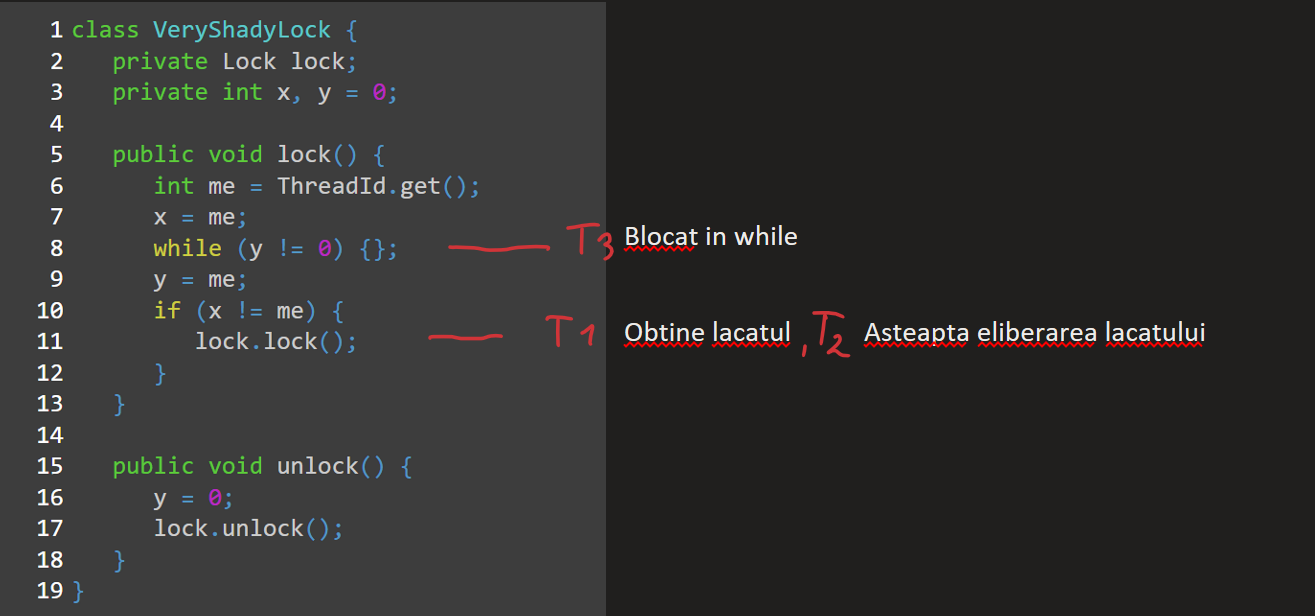 1 class VeryShadyLock {
2 private Lock lock;
3 private int x, y = 0;
4
5 public void lock() {
6 int me = ThreadId.get();
7 x = me;
8 while (y != 0) {}; T3 Blocat in while
9 y = me;
10 if (x != me) {
11 lock.lock(); T1 Obtine lacatul , T2 Asteapta eliberarea lacatului
12 }
13 }
14
15 public void unlock() {
16 y = 0;
17 lock.unlock();
18 }
19 }